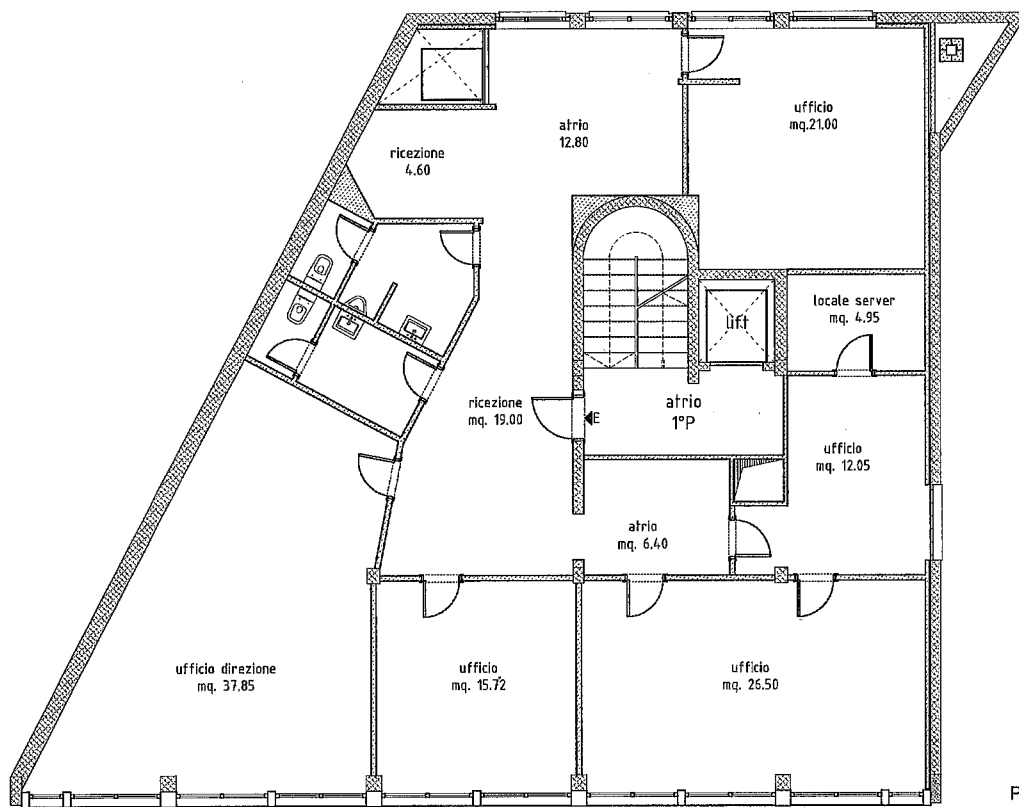 ufficio
mq.21.00
atrio
12.80
ricezione
4.60
locale server
mq. 4.95
lift
ricezione
mq. 19.00
E
atrio
1°P
ufficio
mq. 12.05
atrio
mq. 6.40
ufficio direzione
mq. 37.85
ufficio
mq. 15.72
ufficio
mq. 26.50
P